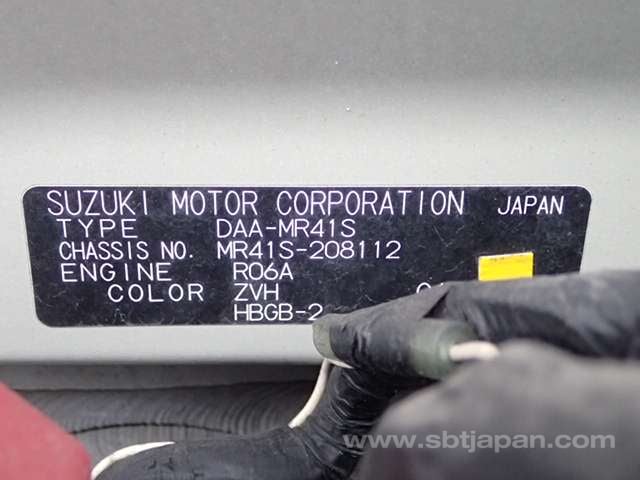 SUZUKI MOTOR CORPORATION JAPAN
TYPE DAA-MR41S
CHASSIS NO. MR41S-208112
ENGINE R06A
COLOR ZVH
HBGB-2
www.sbtjapan.com